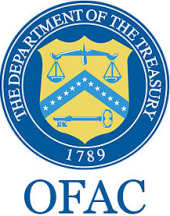 THE DEPARTMENT OF THE TREASURY
1789
OFAC